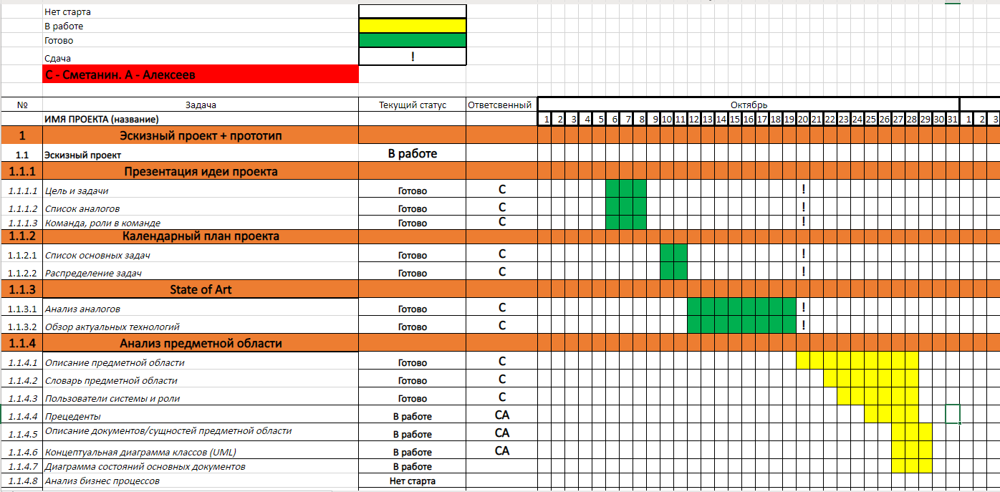 Нет старта
В работе
Готово
Сдача !
С - Сметанин. А - Алексеев
№ Задача Текущий статус Ответсвенный Октябрь
ИМЯ ПРОЕКТА (название) 1 2 3 4 5 6 7 8 9 10 11 12 13 14 15 16 17 18 19 20 21 22 23 24 25 26 27 28 29 30 31 1 2 3
1 Эскизный проект + прототип
1.1 Эскизный проект В работе
1.1.1 Презентация идеи проекта
1.1.1.1 Цель и задачи Готово С !
1.1.1.2 Список аналогов Готово С !
1.1.1.3 Команда, роли в команде Готово С !
1.1.2 Календарный план проекта
1.1.2.1 Список основных задач Готово С !
1.1.2.2 Распределение задач Готово С !
1.1.3 State of Art
1.1.3.1 Анализ аналогов Готово С !
1.1.3.2 Обзор актуальных технологий Готово С !
1.1.4 Анализ предметной области
1.1.4.1 Описание предметной области Готово С
1.1.4.2 Словарь предметной области Готово С
1.1.4.3 Пользователи системы и роли Готово С
1.1.4.4 Прецеденты В работе СА
1.1.4.5 Описание документов/сущностей предметной области В работе СА
1.1.4.6 Концептуальная диаграмма классов (UML) В работе СА
1.1.4.7 Диаграмма состояний основных документов В работе
1.1.4.8 Анализ бизнес процессов Нет старта